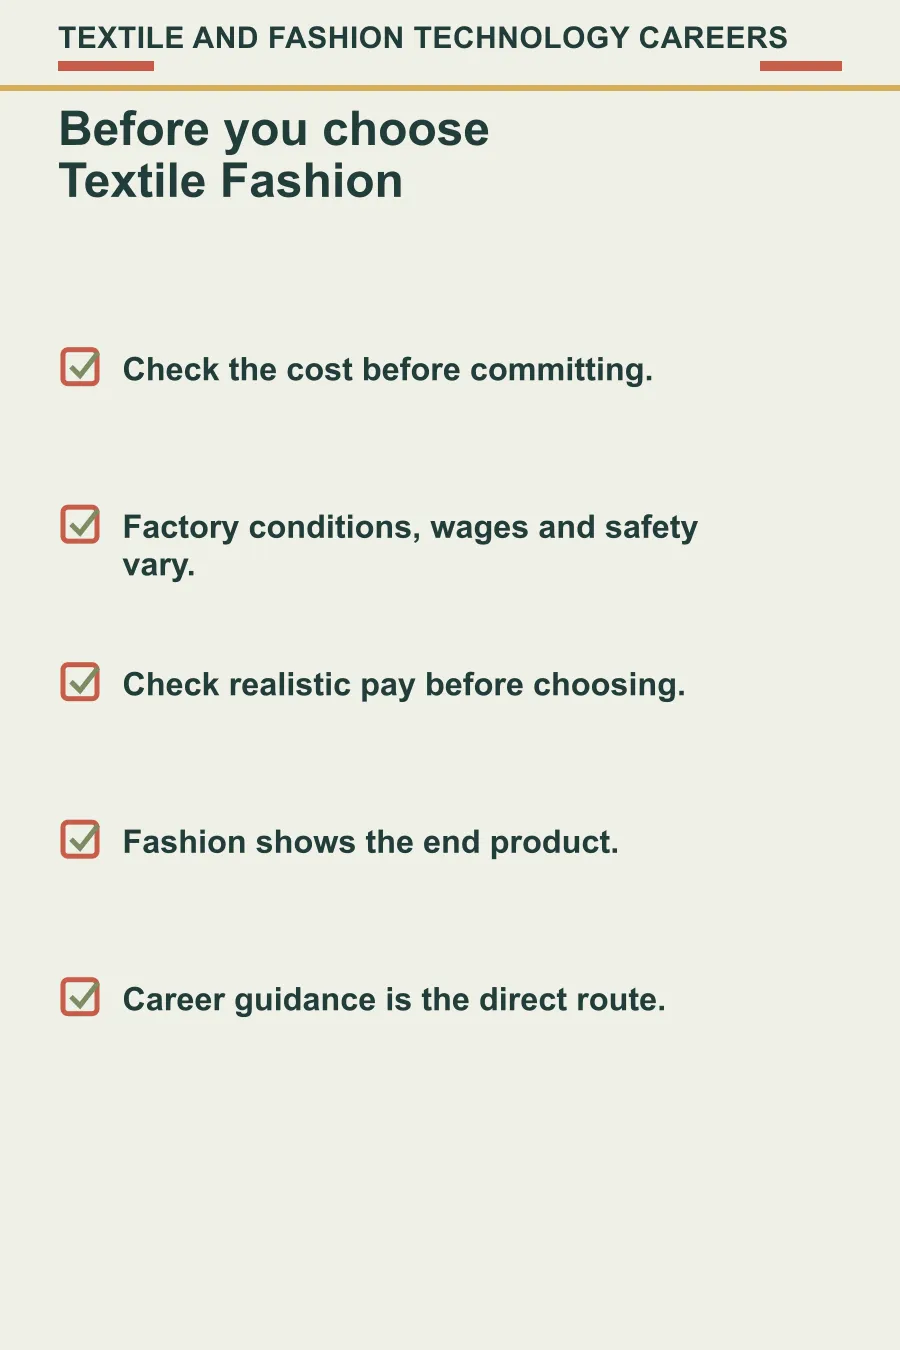 TEXTILE AND FASHION TECHNOLOGY CAREERS
Before you choose
Textile Fashion
Check the cost before committing.
Factory conditions, wages and safety
vary.
Check realistic pay before choosing.
Fashion shows the end product.
Career guidance is the direct route.